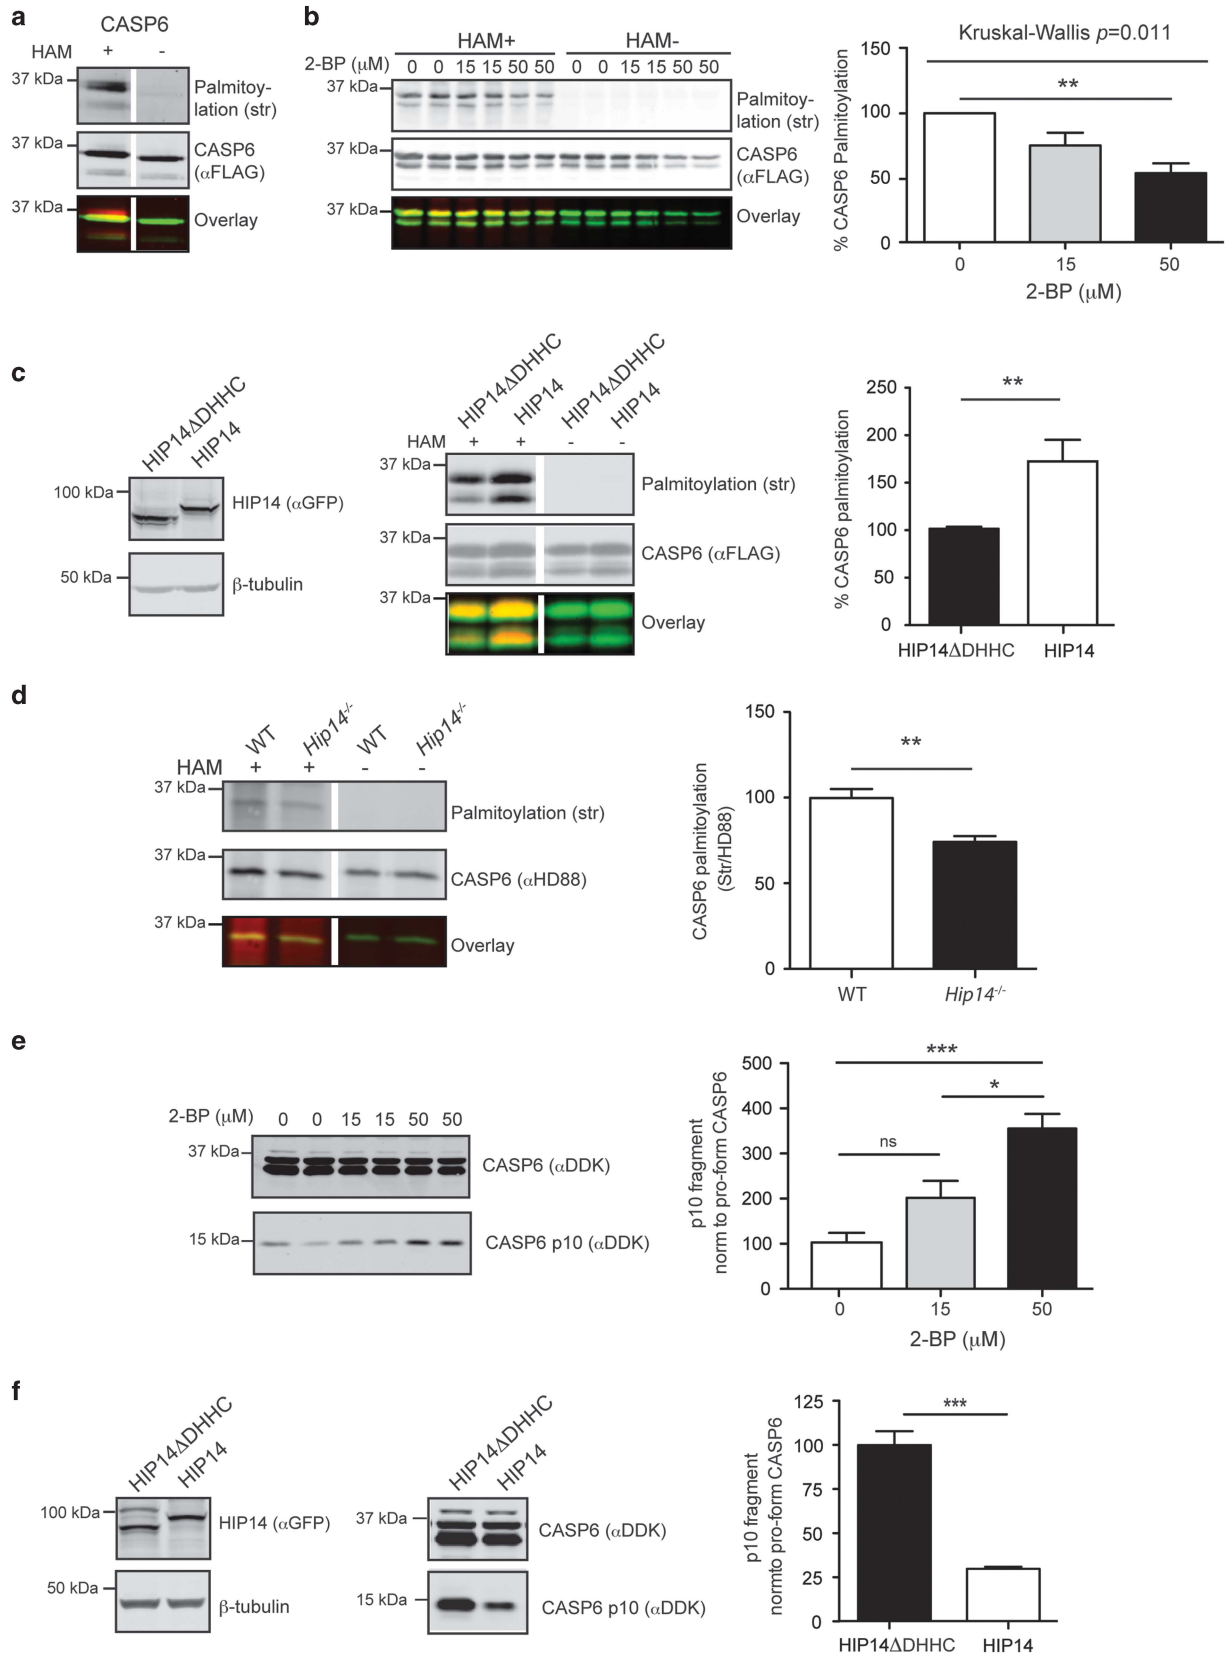 a
CASP6
HAM + -
37 kDa
Palmitoy-
lation (str)
37 kDa
CASP6
(αFLAG)
37 kDa
Overlay
b
HAM+ HAM-
2-BP (μM) 0 0 15 15 50 50 0 0 15 15 50 50
37 kDa
Palmitoy-
lation (str)
37 kDa
CASP6
(αFLAG)
37 kDa
Overlay
Kruskal-Wallis p=0.011
**
% CASP6 Palmitoylation
150
100
50
0
0 15 50
2-BP (μM)
c
HIP14ΔDHHC
HIP14
100 kDa
HIP14 (αGFP)
50 kDa
β-tubulin
HIP14ΔDHHC
HIP14
HIP14ΔDHHC
HIP14
HAM + + - -
37 kDa
Palmitoylation (str)
37 kDa
CASP6 (αFLAG)
37 kDa
Overlay
**
% CASP6 palmitoylation
250
200
150
100
50
0
HIP14ΔDHHC HIP14
d
WT
Hip14-/-
WT
Hip14-/-
HAM + + - -
37 kDa
Palmitoylation (str)
37 kDa
CASP6 (αHD88)
37 kDa
Overlay
**
CASP6 palmitoylation
(Str/HD88)
150
100
50
0
WT Hip14-/-
e
2-BP (μM) 0 0 15 15 50 50
37 kDa
CASP6 (αDDK)
15 kDa
CASP6 p10 (αDDK)
***
*
ns
p10 fragment
norm to pro-form CASP6
500
400
300
200
100
0
0 15 50
2-BP (μM)
f
HIP14ΔDHHC
HIP14
100 kDa
HIP14 (αGFP)
50 kDa
β-tubulin
HIP14ΔDHHC
HIP14
37 kDa
CASP6 (αDDK)
15 kDa
CASP6 p10 (αDDK)
***
p10 fragment
normto pro-form CASP6
125
100
75
50
25
0
HIP14ΔDHHC HIP14